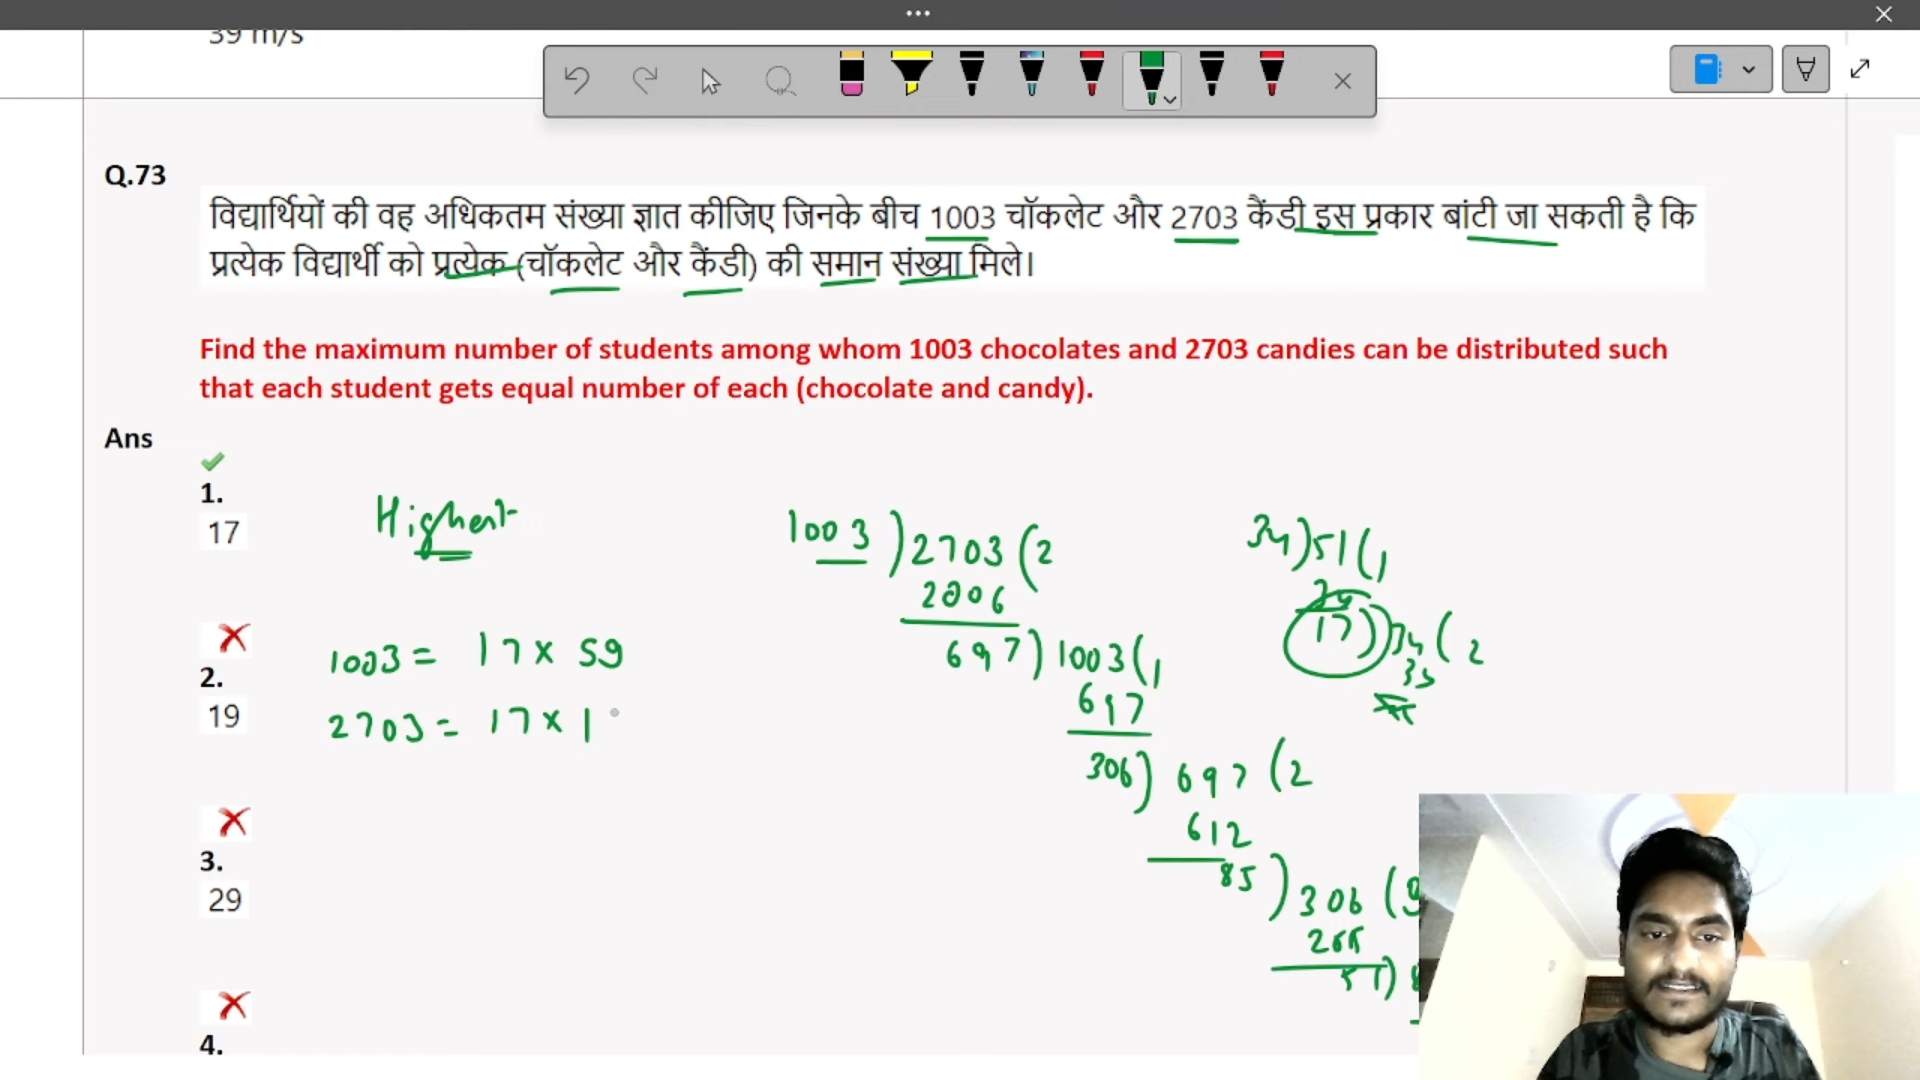 39 m/s
Q.73
विद्यार्थियों की वह अधिकतम संख्या ज्ञात कीजिए जिनके बीच 1003 चॉकलेट और 2703 कैंडी इस प्रकार बांटी जा सकती है कि
प्रत्येक विद्यार्थी को प्रत्येक (चॉकलेट और कैंडी) की समान संख्या मिले।
Find the maximum number of students among whom 1003 chocolates and 2703 candies can be distributed such
that each student gets equal number of each (chocolate and candy).
Ans
1.
17
2.
19
3.
29
4.
Highest
1003 = 17 × 59
2703 = 17 × 1
1003 ) 2703 ( 2
2006
697 ) 1003 ( 1
697
306 ) 697 ( 2
612
85 ) 306 (
255
51 )
34 ) 51 ( 1
34
17 ) 34 ( 2